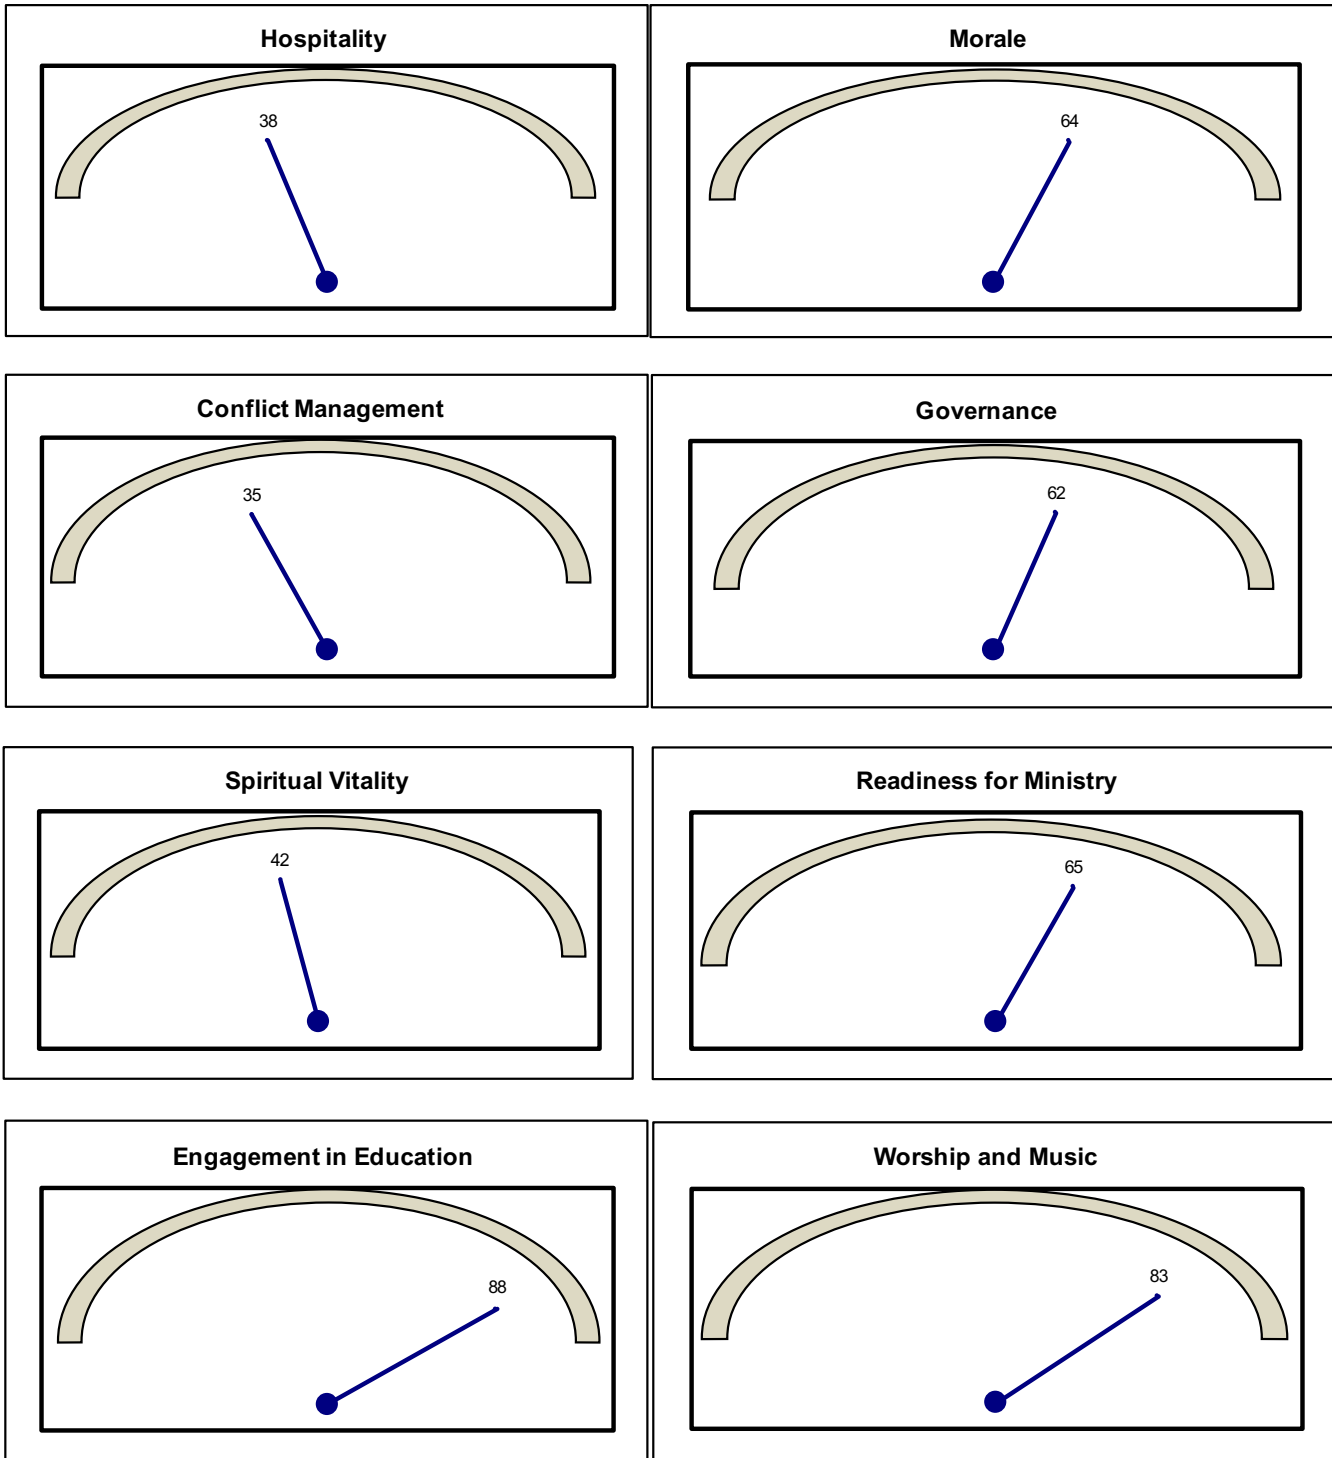 Hospitality
38
Morale
64
Conflict Management
35
Governance
62
Spiritual Vitality
42
Readiness for Ministry
65
Engagement in Education
88
Worship and Music
83